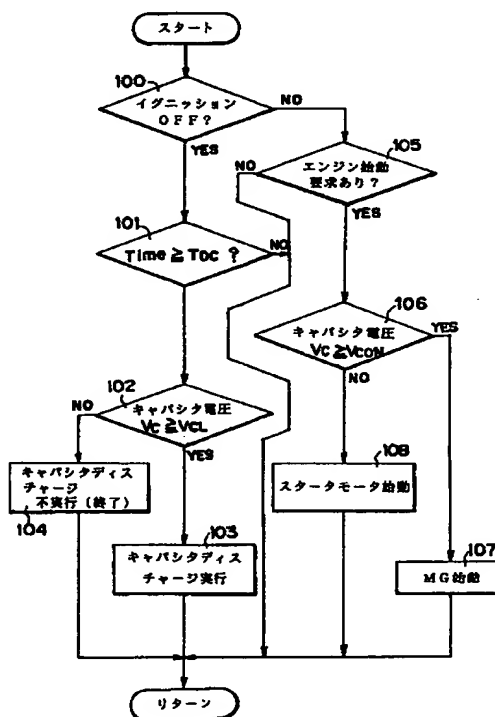 スタート
100
イグニッション
OFF?
NO
YES
105
エンジン始動
要求あり?
NO
YES
101
Time≧TDC ?
NO
106
キャパシタ電圧
VC≧VCON
YES
NO
102
キャパシタ電圧
VC≧VCL
NO
YES
キャパシタディス
チャージ
不実行(終了)
104
103
キャパシタディス
チャージ実行
108
スタータモータ始動
107
MG始動
リターン